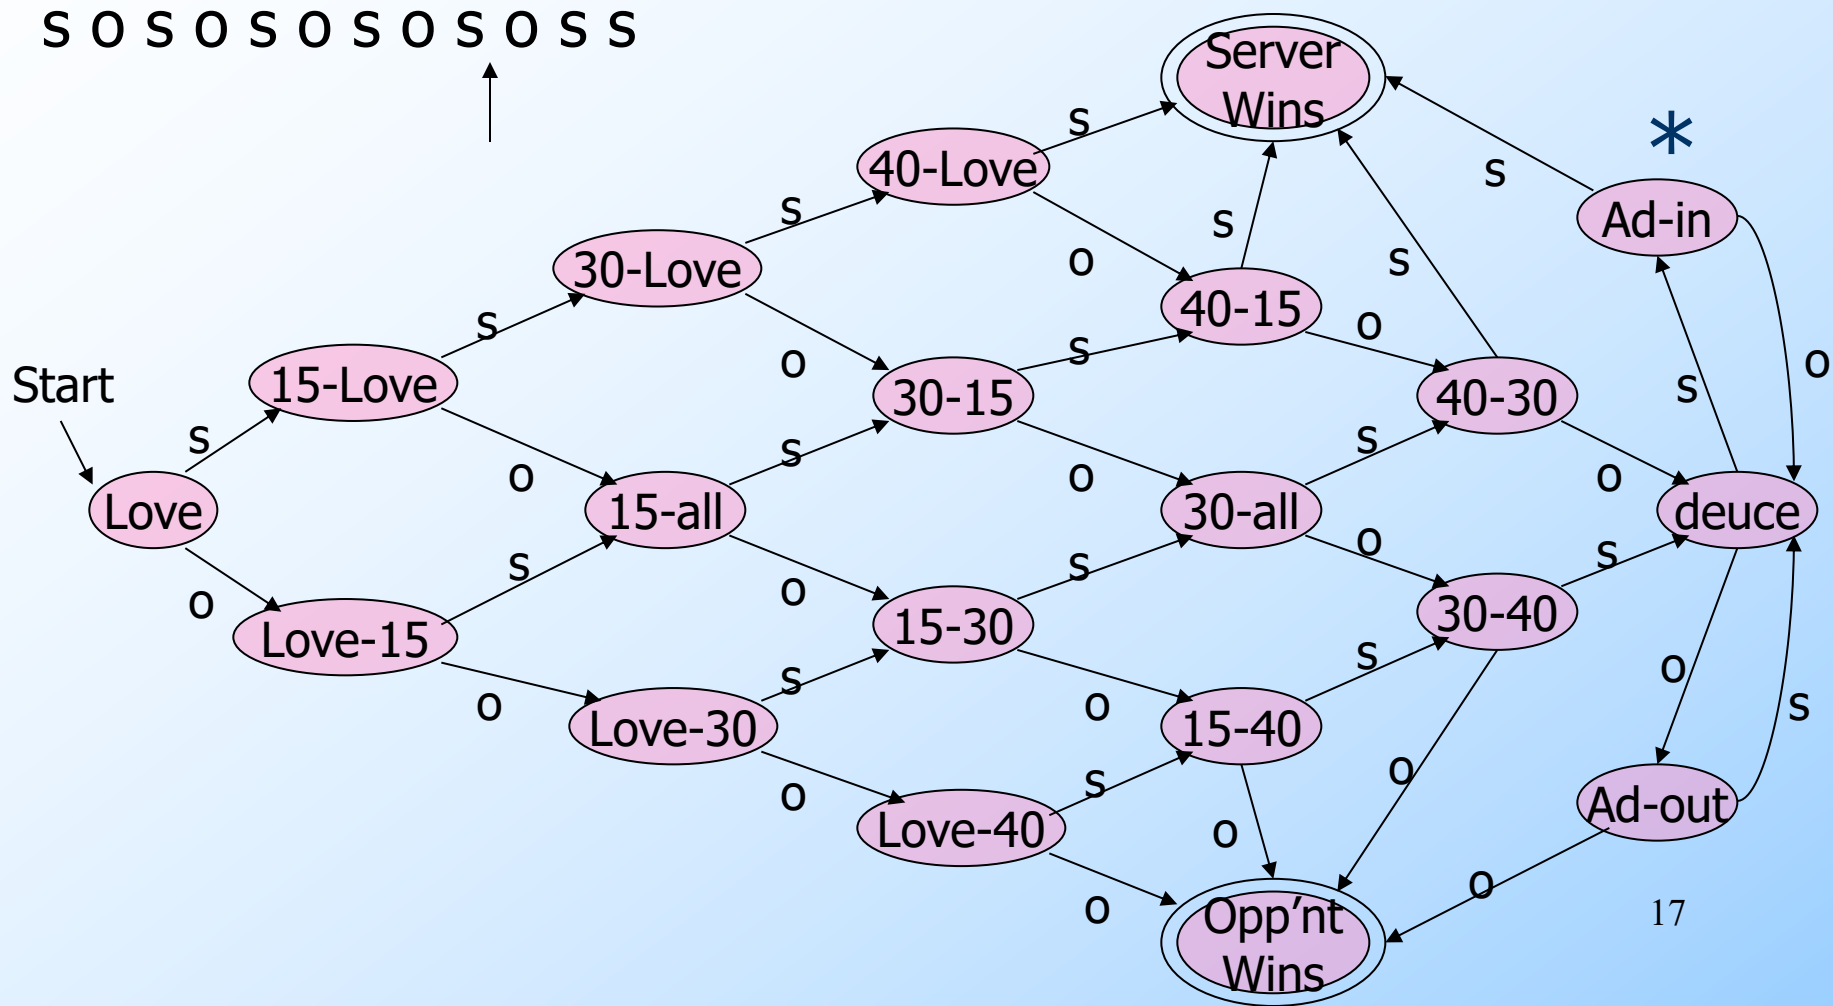 s o s o s o s o s o s s
Server
Wins
*
s
40-Love
s
Ad-in
s
s
30-Love
o
s
40-15
s
o
o
s
o
s
15-Love
30-15
40-30
s
Start
s
o
s
s
o
o
o
Love
15-all
30-all
deuce
s
o
s
o
s
o
Love-15
15-30
30-40
s
s
o
s
o
o
Love-30
15-40
o
s
o
s
Ad-out
Love-40
o
o
o
Opp’nt
Wins
17